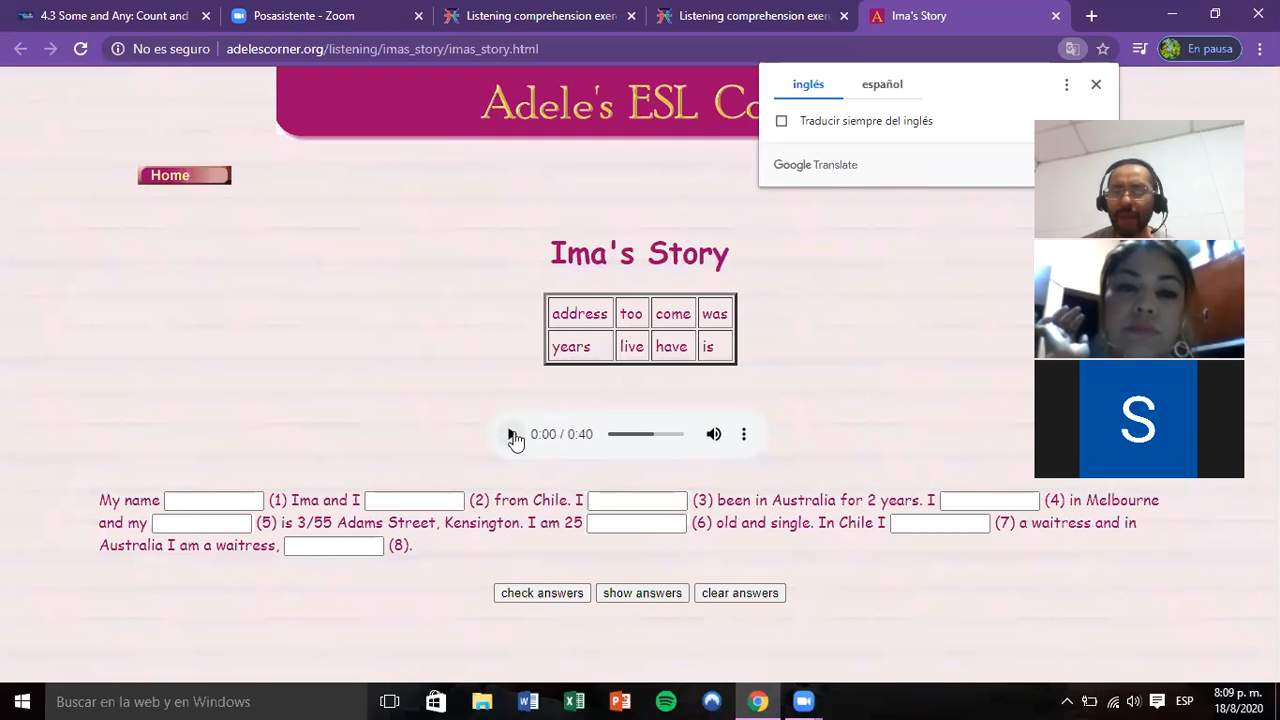 4.3 Some and Any: Count and
Posasistente - Zoom
Listening comprehension exer
Listening comprehension exer
Ima's Story
No es seguro
adelescorner.org/listening/imas_story/imas_story.html
En pausa
inglés español
Traducir siempre del inglés
Google Translate
Adele's ESL Co
Home
Ima's Story
address too come was
years live have is
0:00 / 0:40
My name (1) Ima and I (2) from Chile. I (3) been in Australia for 2 years. I (4) in Melbourne
and my (5) is 3/55 Adams Street, Kensington. I am 25 (6) old and single. In Chile I (7) a waitress and in
Australia I am a waitress, (8).
check answers show answers clear answers
S
Buscar en la web y en Windows
ESP
8:09 p. m.
18/8/2020